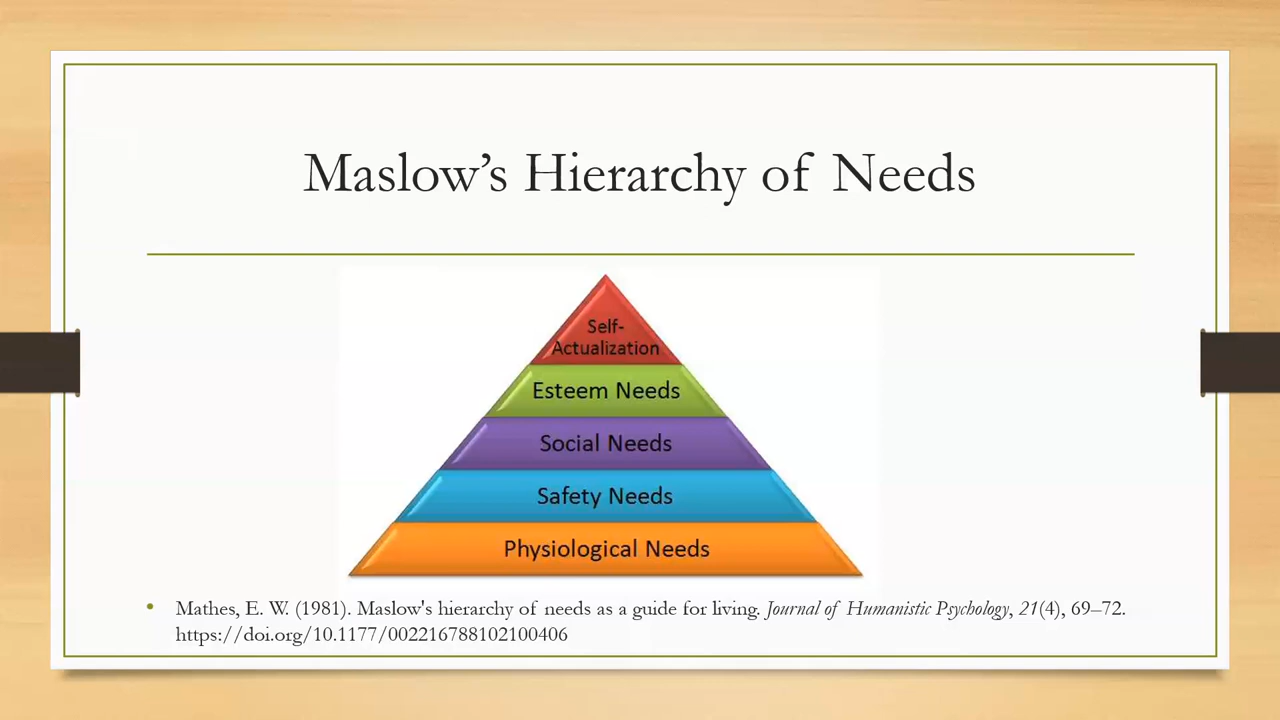 Maslow’s Hierarchy of Needs
Self-
Actualization
Esteem Needs
Social Needs
Safety Needs
Physiological Needs
• Mathes, E. W. (1981). Maslow's hierarchy of needs as a guide for living. Journal of Humanistic Psychology, 21(4), 69–72.
https://doi.org/10.1177/002216788102100406